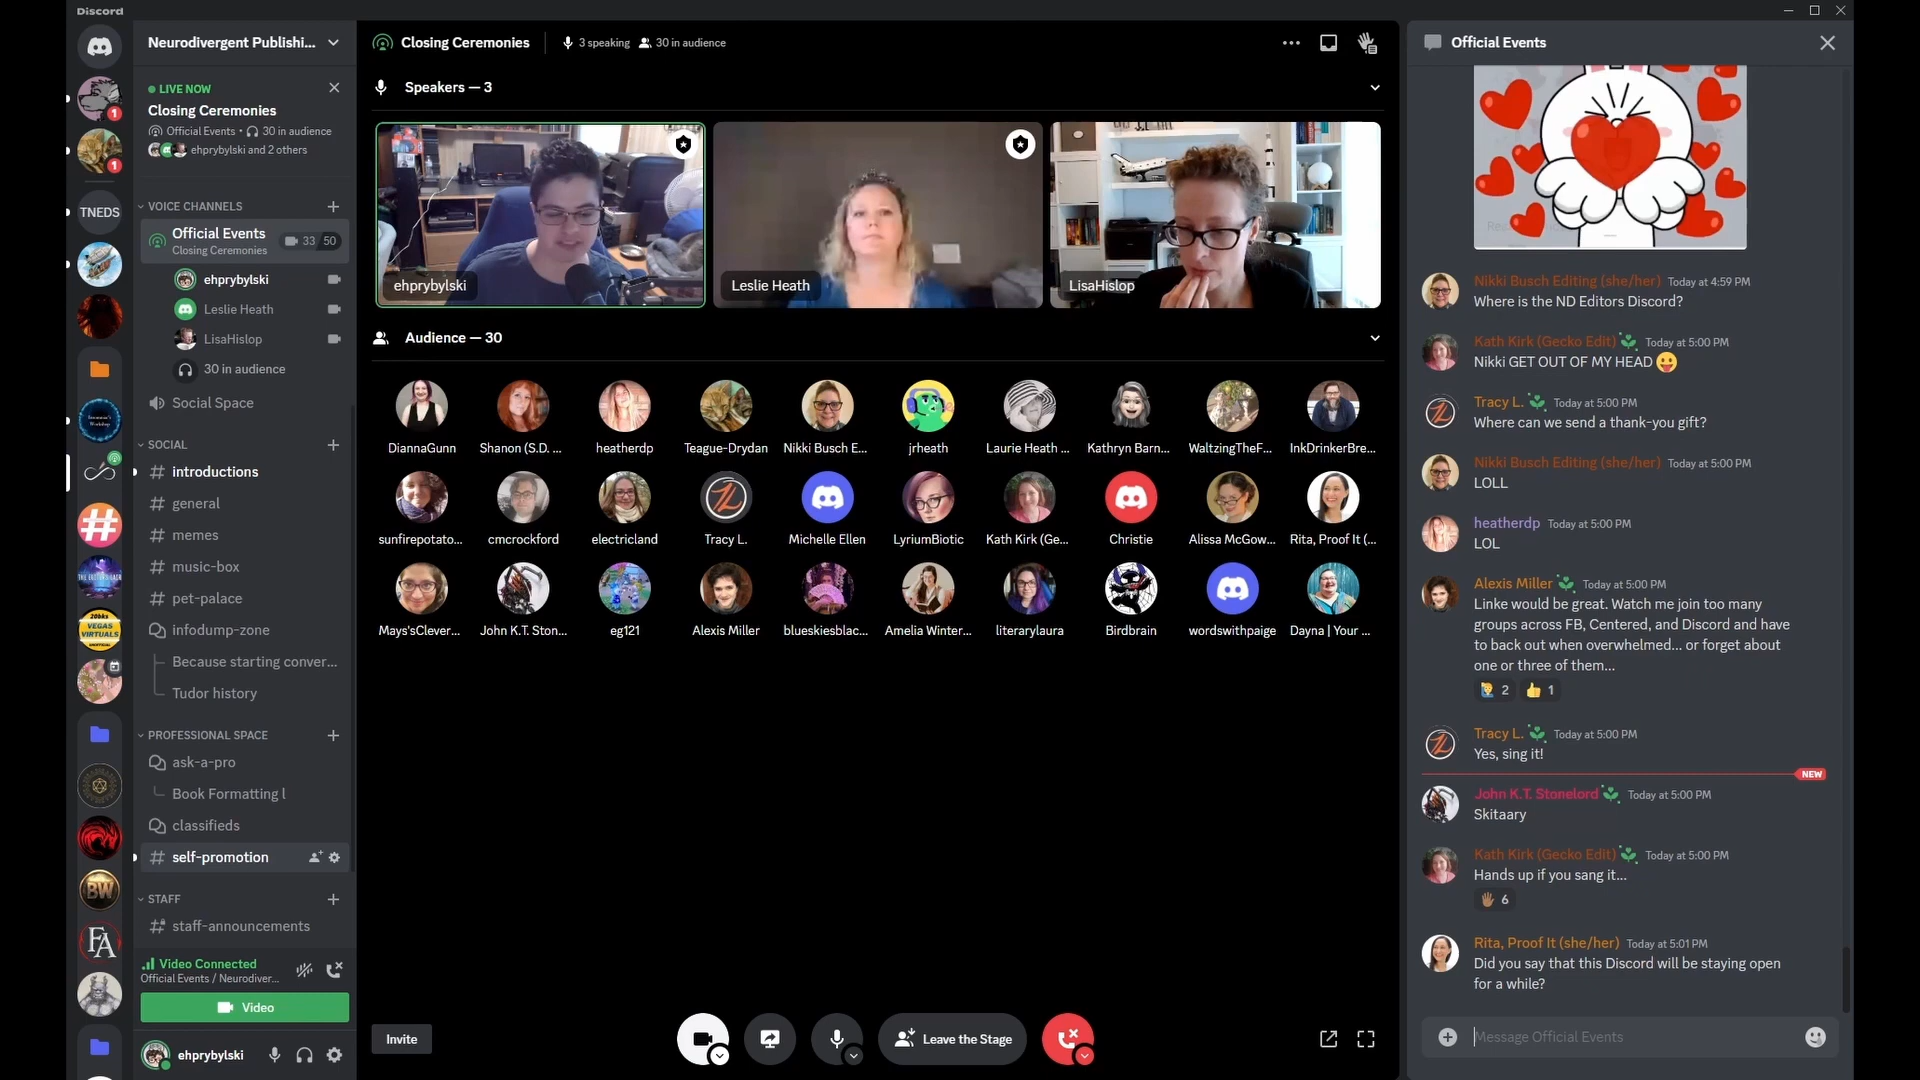 Discord
Neurodivergent Publishi...
LIVE NOW
Closing Ceremonies
Official Events • 30 in audience
ehprybylski and 2 others
VOICE CHANNELS
Official Events
Closing Ceremonies
33 50
ehprybylski
Leslie Heath
LisaHislop
30 in audience
Social Space
SOCIAL
introductions
general
memes
music-box
pet-palace
infodump-zone
Because starting conver...
Tudor history
PROFESSIONAL SPACE
ask-a-pro
Book Formatting l
classifieds
self-promotion
STAFF
staff-announcements
Video Connected
Official Events / Neurodiver...
Video
ehprybylski
1
1
TNEDS
20bks
VEGAS
VIRTUALS
BW
FA
Closing Ceremonies
3 speaking 30 in audience
Speakers — 3
ehprybylski
Leslie Heath
LisaHislop
Audience — 30
DiannaGunn
Shanon (S.D. ...
heatherdp
Teague-Drydan
Nikki Busch E...
jrheath
Laurie Heath ...
Kathryn Barn...
WaltzingTheF...
InkDrinkerBre...
sunfirepotato...
cmcrockford
electricland
Tracy L.
Michelle Ellen
LyriumBiotic
Kath Kirk (Ge...
Christie
Alissa McGow...
Rita, Proof It (...
Mays'sClever...
John K.T. Ston...
eg121
Alexis Miller
blueskiesblac...
Amelia Winter...
literarylaura
Birdbrain
wordswithpaige
Dayna | Your ...
Invite
Leave the Stage
Official Events
Nikki Busch Editing (she/her) Today at 4:59 PM
Where is the ND Editors Discord?
Kath Kirk (Gecko Edit) Today at 5:00 PM
Nikki GET OUT OF MY HEAD 😛
Tracy L. Today at 5:00 PM
Where can we send a thank-you gift?
Nikki Busch Editing (she/her) Today at 5:00 PM
LOLL
heatherdp Today at 5:00 PM
LOL
Alexis Miller Today at 5:00 PM
Linke would be great. Watch me join too many
groups across FB, Centered, and Discord and have
to back out when overwhelmed... or forget about
one or three of them...
2 1
Tracy L. Today at 5:00 PM
Yes, sing it!
NEW
John K.T. Stonelord Today at 5:00 PM
Skitaary
Kath Kirk (Gecko Edit) Today at 5:00 PM
Hands up if you sang it...
6
Rita, Proof It (she/her) Today at 5:01 PM
Did you say that this Discord will be staying open
for a while?
Message Official Events